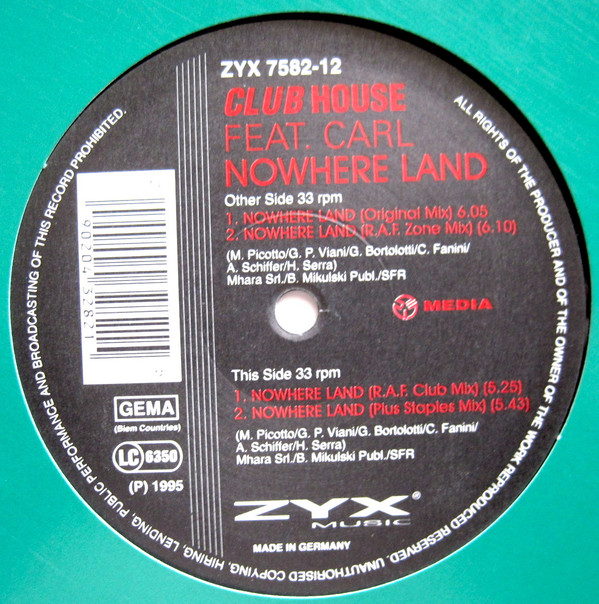 ZYX 7582-12
CLUB HOUSE
FEAT. CARL
NOWHERE LAND
Other Side 33 rpm
1. NOWHERE LAND (Original Mix) 6.05
2. NOWHERE LAND (R.A.F. Zone Mix) (6.10)
(M. Picotto/G. P. Viani/G. Bortolotti/C. Fanini/
A. Schiffer/H. Serra)
Mhara Srl./B. Mikulski Publ./SFR
MEDIA
This Side 33 rpm
1. NOWHERE LAND (R.A.F. Club Mix) (5.25)
2. NOWHERE LAND (Plus Staples Mix) (5.43)
(M. Picotto/G. P. Viani/G. Bortolotti/C. Fanini/
A. Schiffer/H. Serra)
Mhara Srl./B. Mikulski Publ./SFR
GEMA
(Biem Countries)
LC 6350
(P) 1995
ZYX®
MUSIC
MADE IN GERMANY
ALL RIGHTS OF THE PRODUCER AND OF THE OWNER OF THE WORK REPRODUCED RESERVED. UNAUTHORISED COPYING, HIRING, LENDING, PUBLIC PERFORMANCE AND BROADCASTING OF THIS RECORD PROHIBITED.